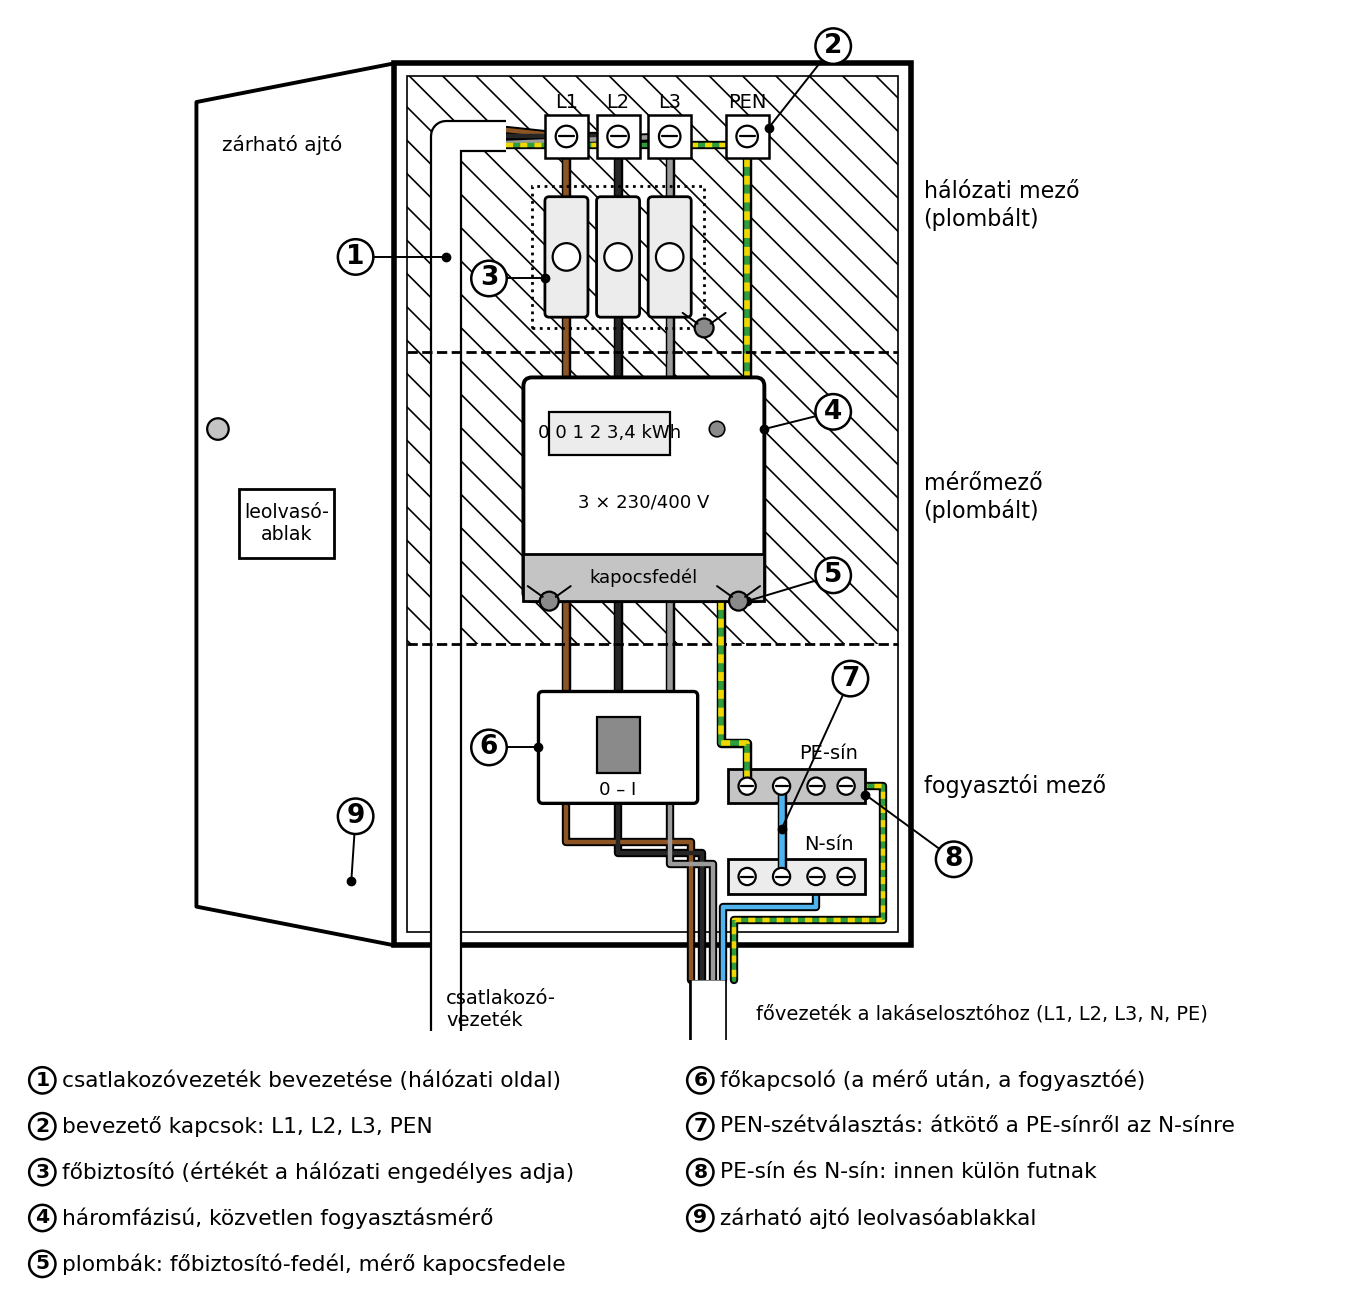 2
L1 L2 L3 PEN
zárható ajtó
hálózati mező
(plombált)
1
3
4
0 0 1 2 3,4 kWh
mérőmező
(plombált)
3 × 230/400 V
leolvasó-
ablak
kapocsfedél
5
7
6
PE-sín
0 – I
fogyasztói mező
9
N-sín
8
csatlakozó-
vezeték
fővezeték a lakáselosztóhoz (L1, L2, L3, N, PE)
1 csatlakozóvezeték bevezetése (hálózati oldal)
2 bevezető kapcsok: L1, L2, L3, PEN
3 főbiztosító (értékét a hálózati engedélyes adja)
4 háromfázisú, közvetlen fogyasztásmérő
5 plombák: főbiztosító-fedél, mérő kapocsfedele
6 főkapcsoló (a mérő után, a fogyasztóé)
7 PEN-szétválasztás: átkötő a PE-sínről az N-sínre
8 PE-sín és N-sín: innen külön futnak
9 zárható ajtó leolvasóablakkal